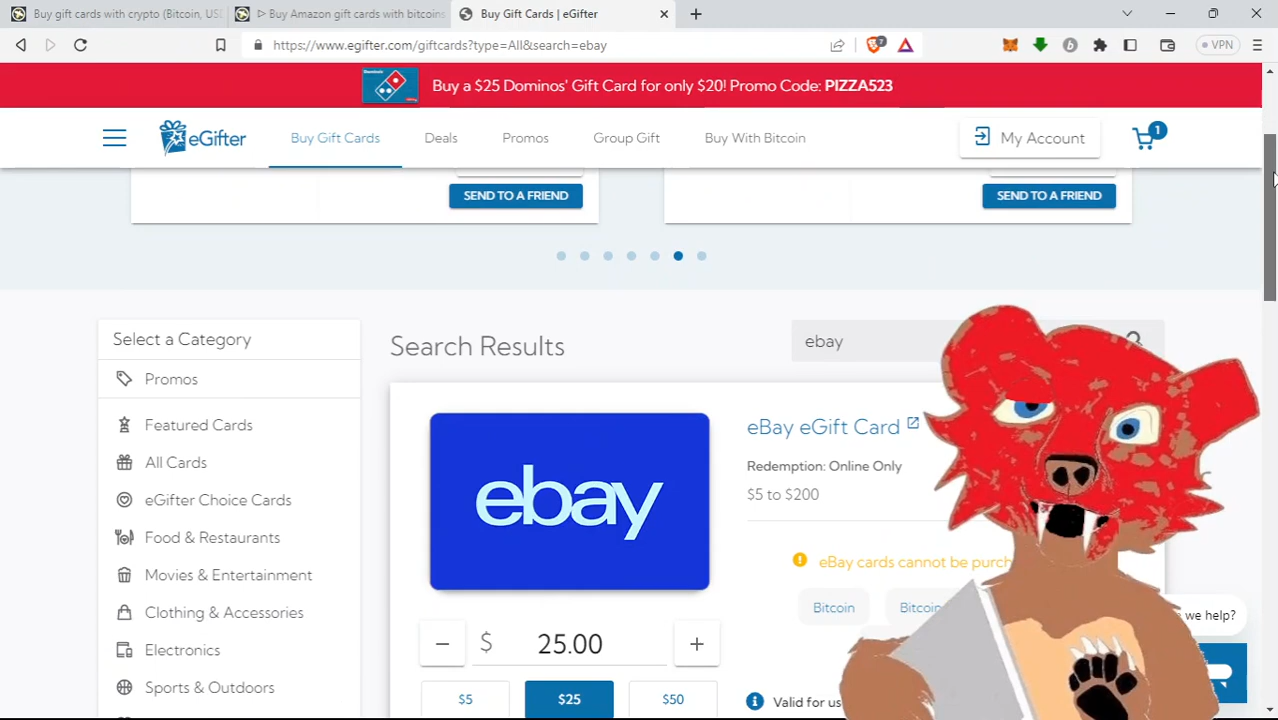 Buy gift cards with crypto (Bitcoin, US
▷ Buy Amazon gift cards with bitcoins
Buy Gift Cards | eGifter
https://www.egifter.com/giftcards?type=All&search=ebay
7
VPN
Domino's
Buy a $25 Dominos' Gift Card for only $20! Promo Code: PIZZA523
eGifter
Buy Gift Cards
Deals
Promos
Group Gift
Buy With Bitcoin
My Account
1
SEND TO A FRIEND
SEND TO A FRIEND
Select a Category
Promos
Featured Cards
All Cards
eGifter Choice Cards
Food & Restaurants
Movies & Entertainment
Clothing & Accessories
Electronics
Sports & Outdoors
Search Results
ebay
ebay
eBay eGift Card
Redemption: Online Only
$5 to $200
eBay cards cannot be purch
Bitcoin
Bitcoin
− $ 25.00 +
$5
$25
$50
Valid for us
we help?